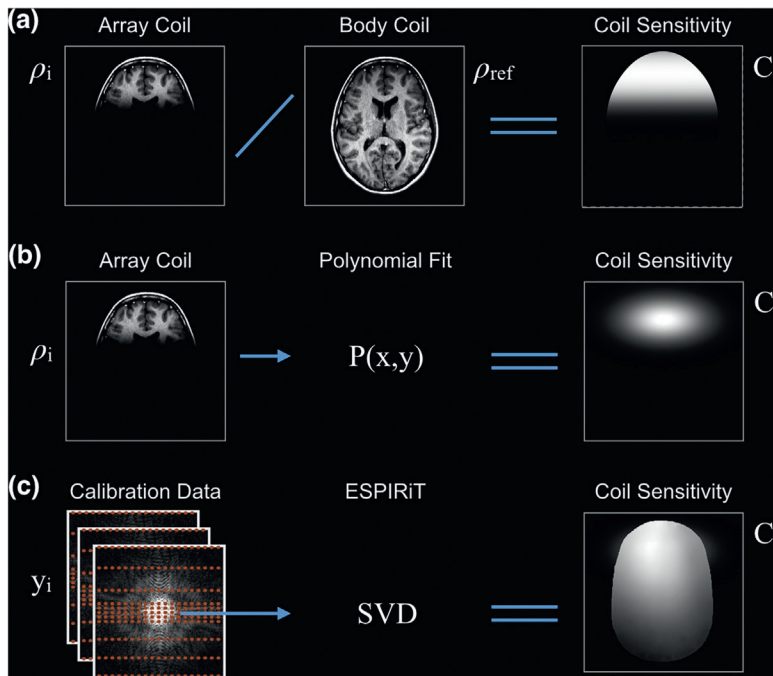 (a) Array Coil Body Coil Coil Sensitivity
ρi ρref C
(b) Array Coil Polynomial Fit Coil Sensitivity
ρi P(x,y) C
(c) Calibration Data ESPIRiT Coil Sensitivity
yi SVD C